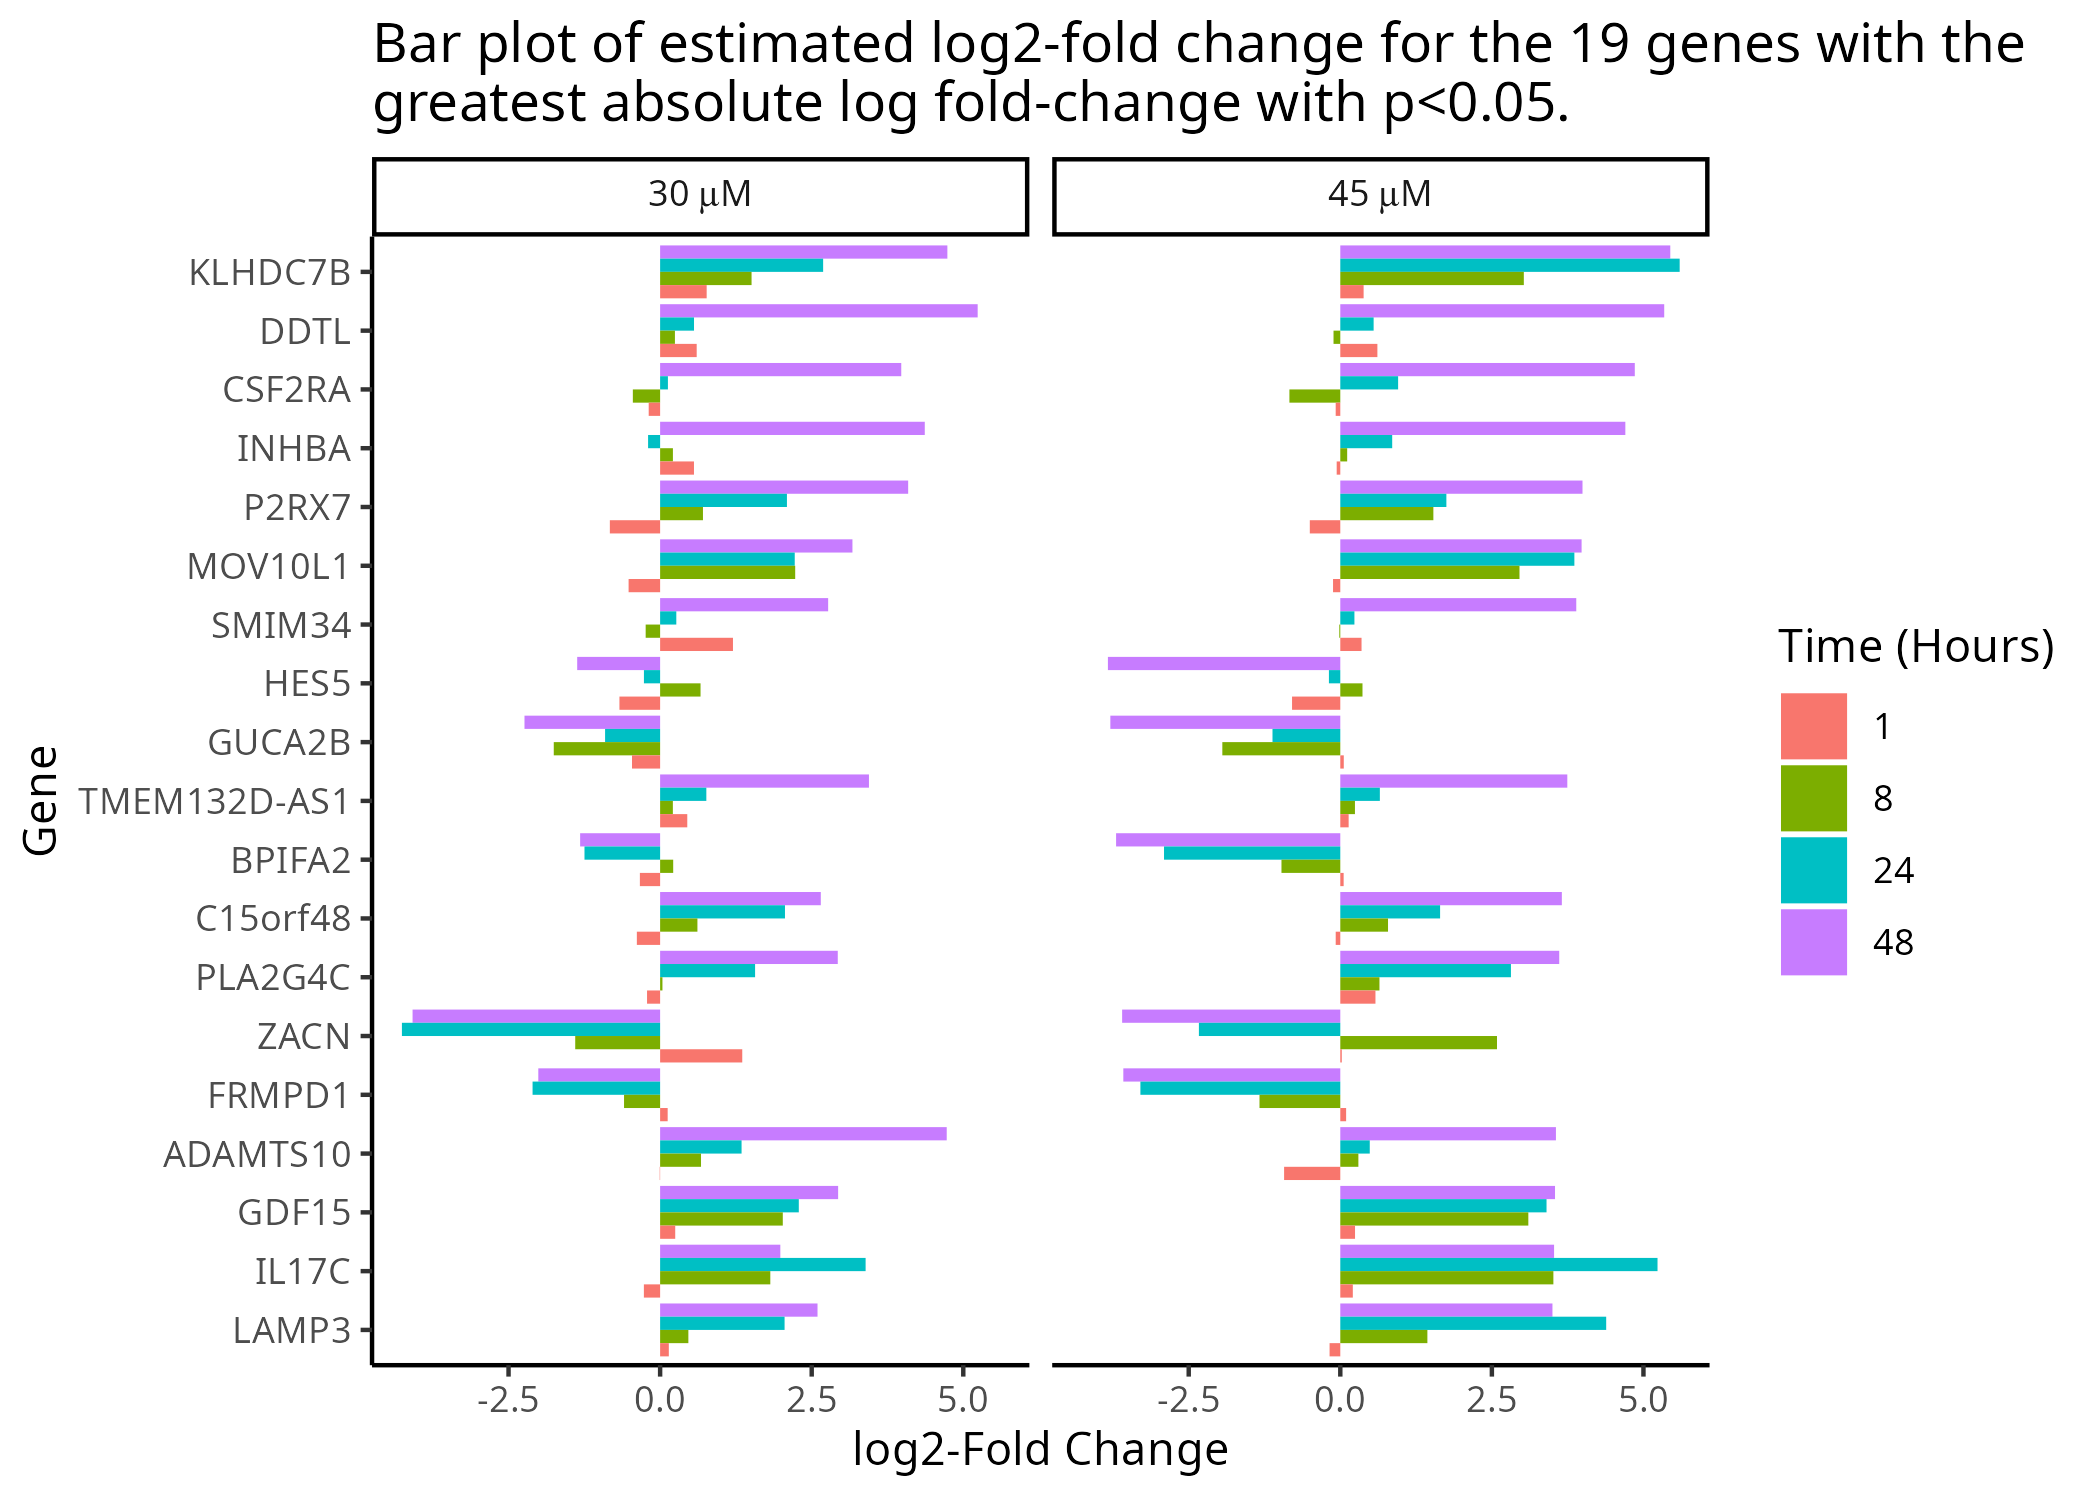 Bar plot of estimated log2-fold change for the 19 genes with the
greatest absolute log fold-change with p<0.05.
30 μM
45 μM
Gene
KLHDC7B
DDTL
CSF2RA
INHBA
P2RX7
MOV10L1
SMIM34
HES5
GUCA2B
TMEM132D-AS1
BPIFA2
C15orf48
PLA2G4C
ZACN
FRMPD1
ADAMTS10
GDF15
IL17C
LAMP3
-2.5 0.0 2.5 5.0
-2.5 0.0 2.5 5.0
log2-Fold Change
Time (Hours)
1
8
24
48